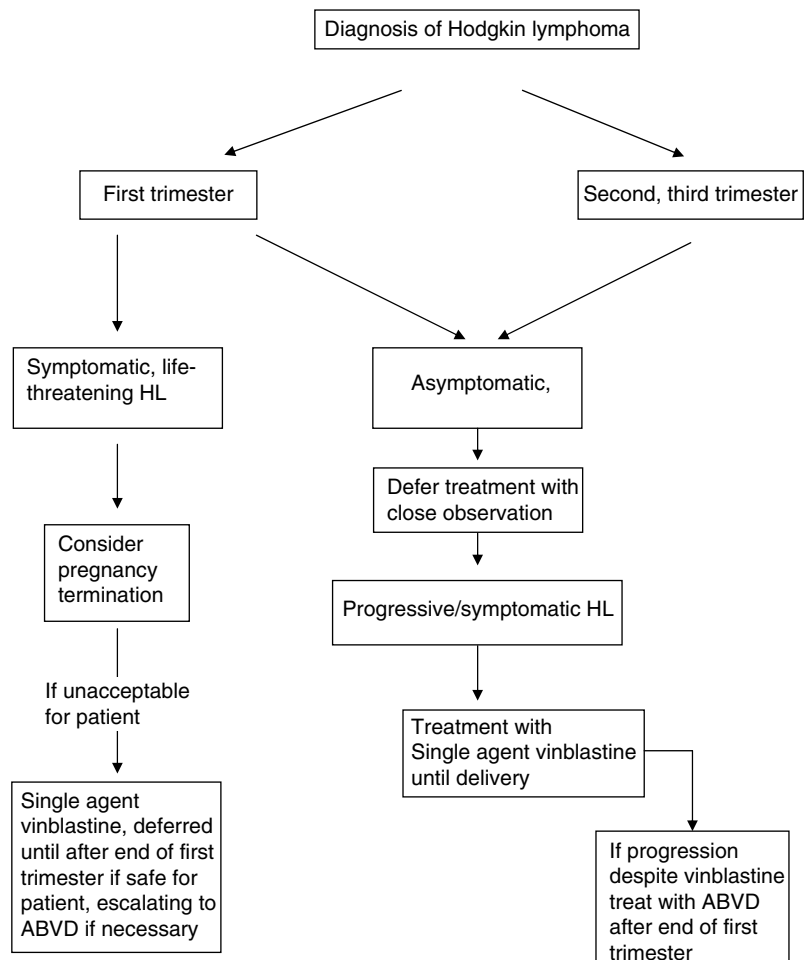 Diagnosis of Hodgkin lymphoma
First trimester
Second, third trimester
Symptomatic, life-
threatening HL
Asymptomatic,
Defer treatment with
close observation
Consider
pregnancy
termination
Progressive/symptomatic HL
If unacceptable
for patient
Treatment with
Single agent vinblastine
until delivery
Single agent
vinblastine, deferred
until after end of first
trimester if safe for
patient, escalating to
ABVD if necessary
If progression
despite vinblastine
treat with ABVD
after end of first
trimester